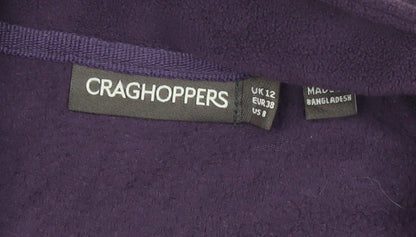 CRAGHOPPERS
UK 12
EUR 38
US 8
MADE
BANGLADESH